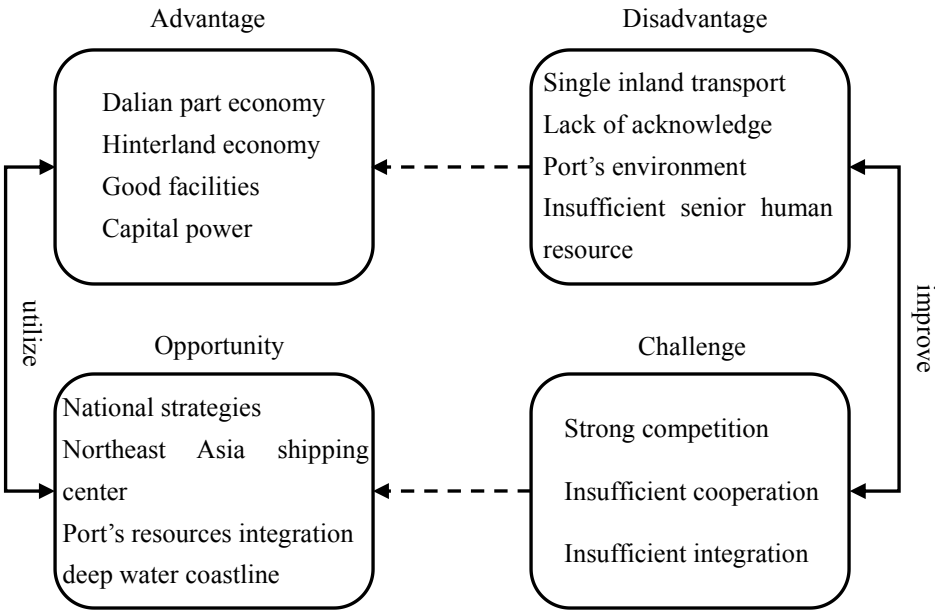 Advantage
Dalian part economy
Hinterland economy
Good facilities
Capital power
Disadvantage
Single inland transport
Lack of acknowledge
Port’s environment
Insufficient senior human
resource
utilize
improve
Opportunity
National strategies
Northeast Asia shipping
center
Port’s resources integration
deep water coastline
Challenge
Strong competition
Insufficient cooperation
Insufficient integration